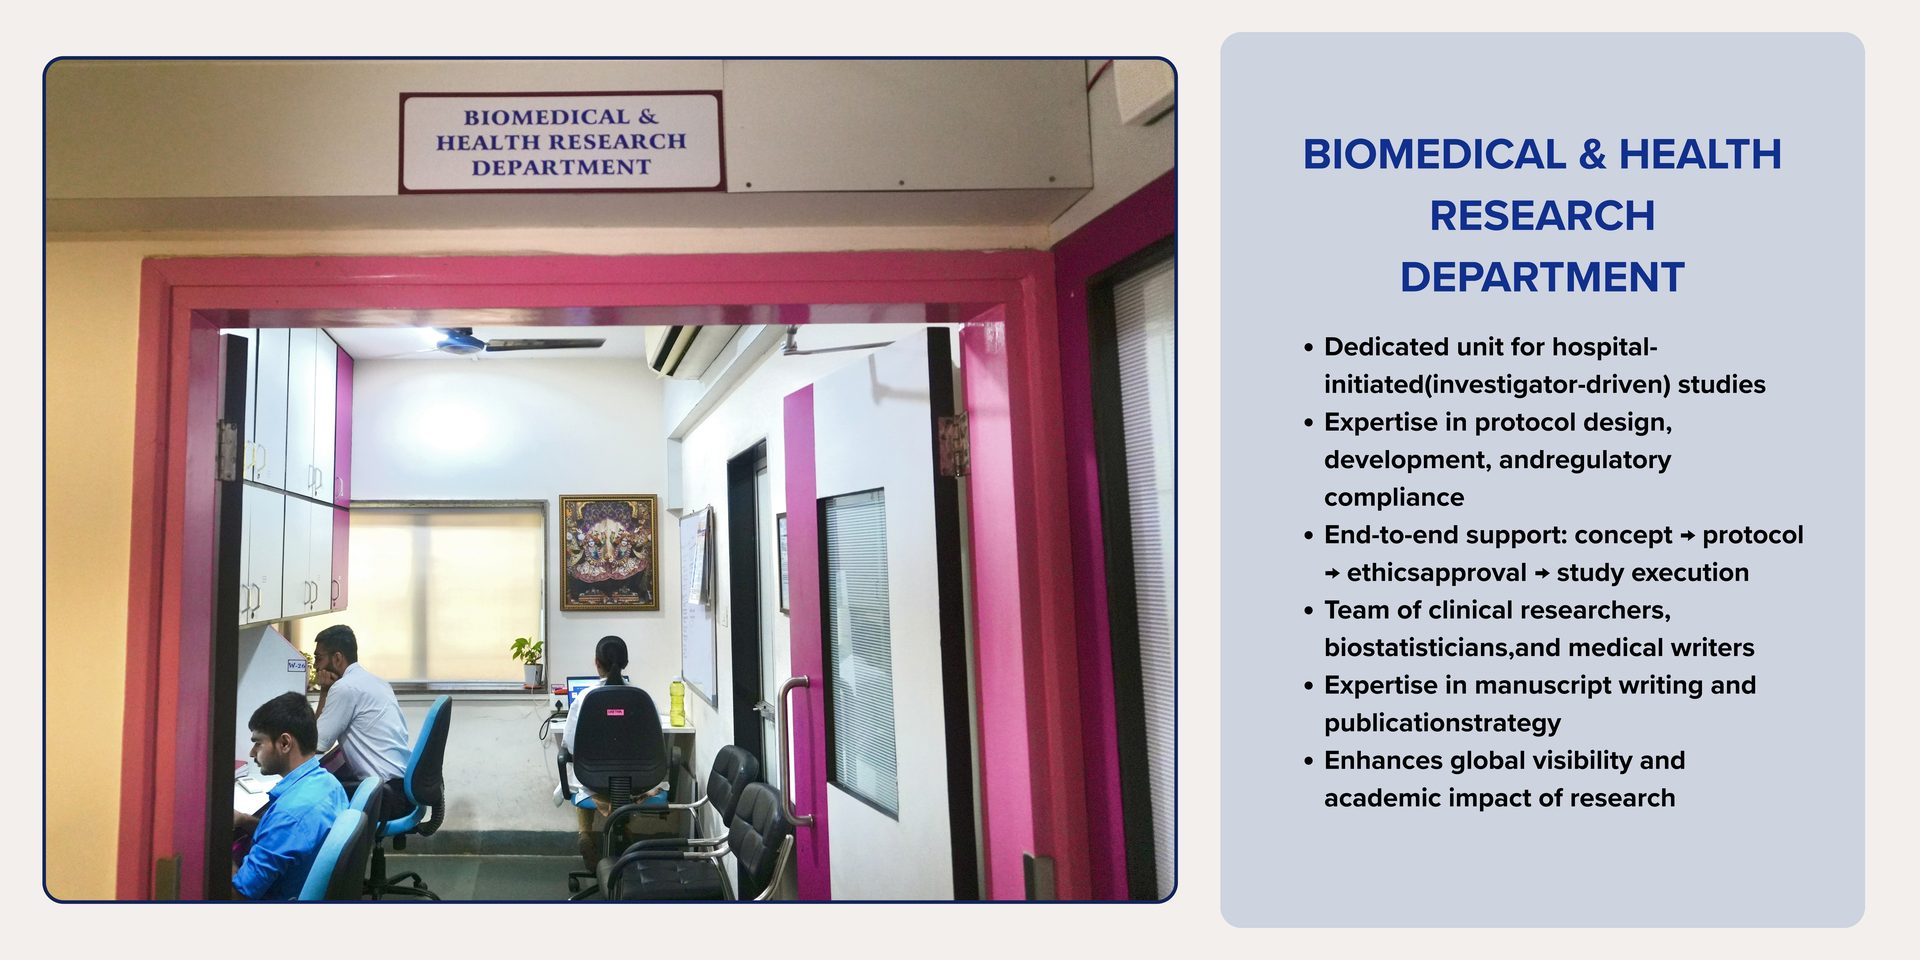 BIOMEDICAL &
HEALTH RESEARCH
DEPARTMENT
W-26
BIOMEDICAL & HEALTH
RESEARCH
DEPARTMENT
• Dedicated unit for hospital-
initiated(investigator-driven) studies
• Expertise in protocol design,
development, andregulatory
compliance
• End-to-end support: concept → protocol
→ ethicsapproval → study execution
• Team of clinical researchers,
biostatisticians,and medical writers
• Expertise in manuscript writing and
publicationstrategy
• Enhances global visibility and
academic impact of research